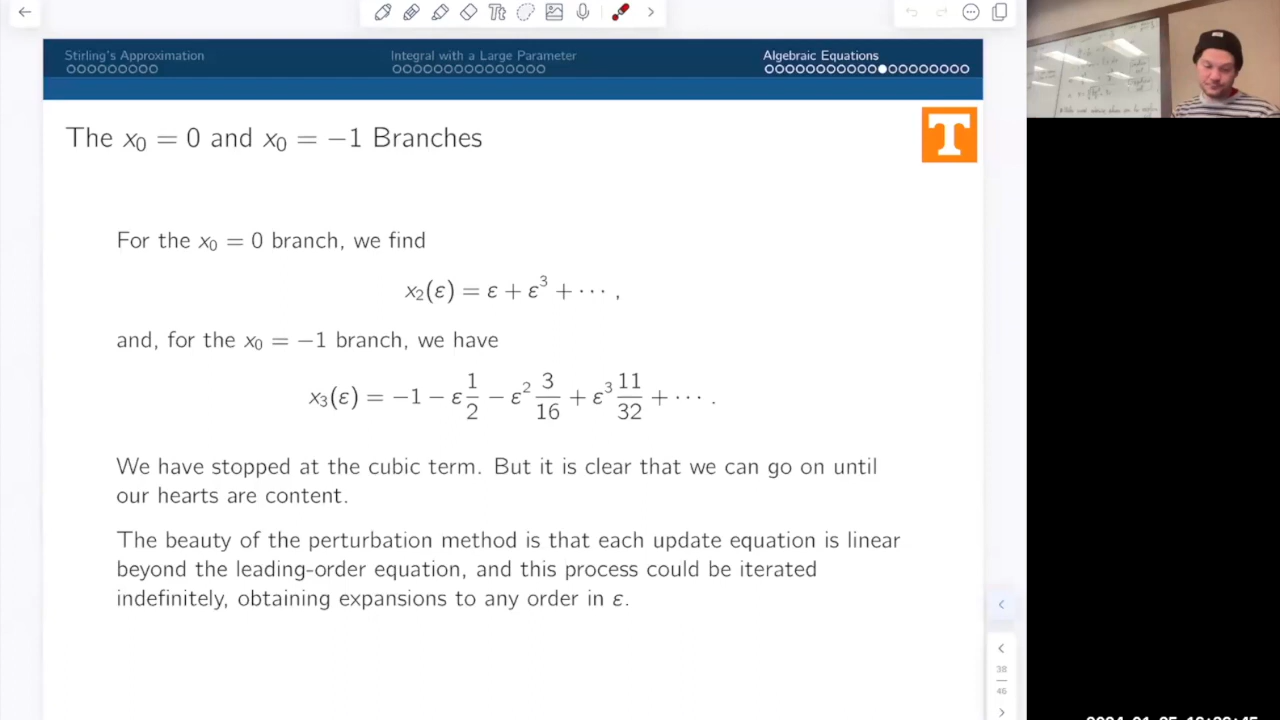 Stirling's Approximation
Integral with a Large Parameter
Algebraic Equations
The x₀ = 0 and x₀ = −1 Branches
T
For the x₀ = 0 branch, we find
x₂(ε) = ε + ε³ + ⋯ ,
and, for the x₀ = −1 branch, we have
x₃(ε) = −1 − ε 1/2 − ε² 3/16 + ε³ 11/32 + ⋯ .
We have stopped at the cubic term. But it is clear that we can go on until
our hearts are content.
The beauty of the perturbation method is that each update equation is linear
beyond the leading-order equation, and this process could be iterated
indefinitely, obtaining expansions to any order in ε.
38
46